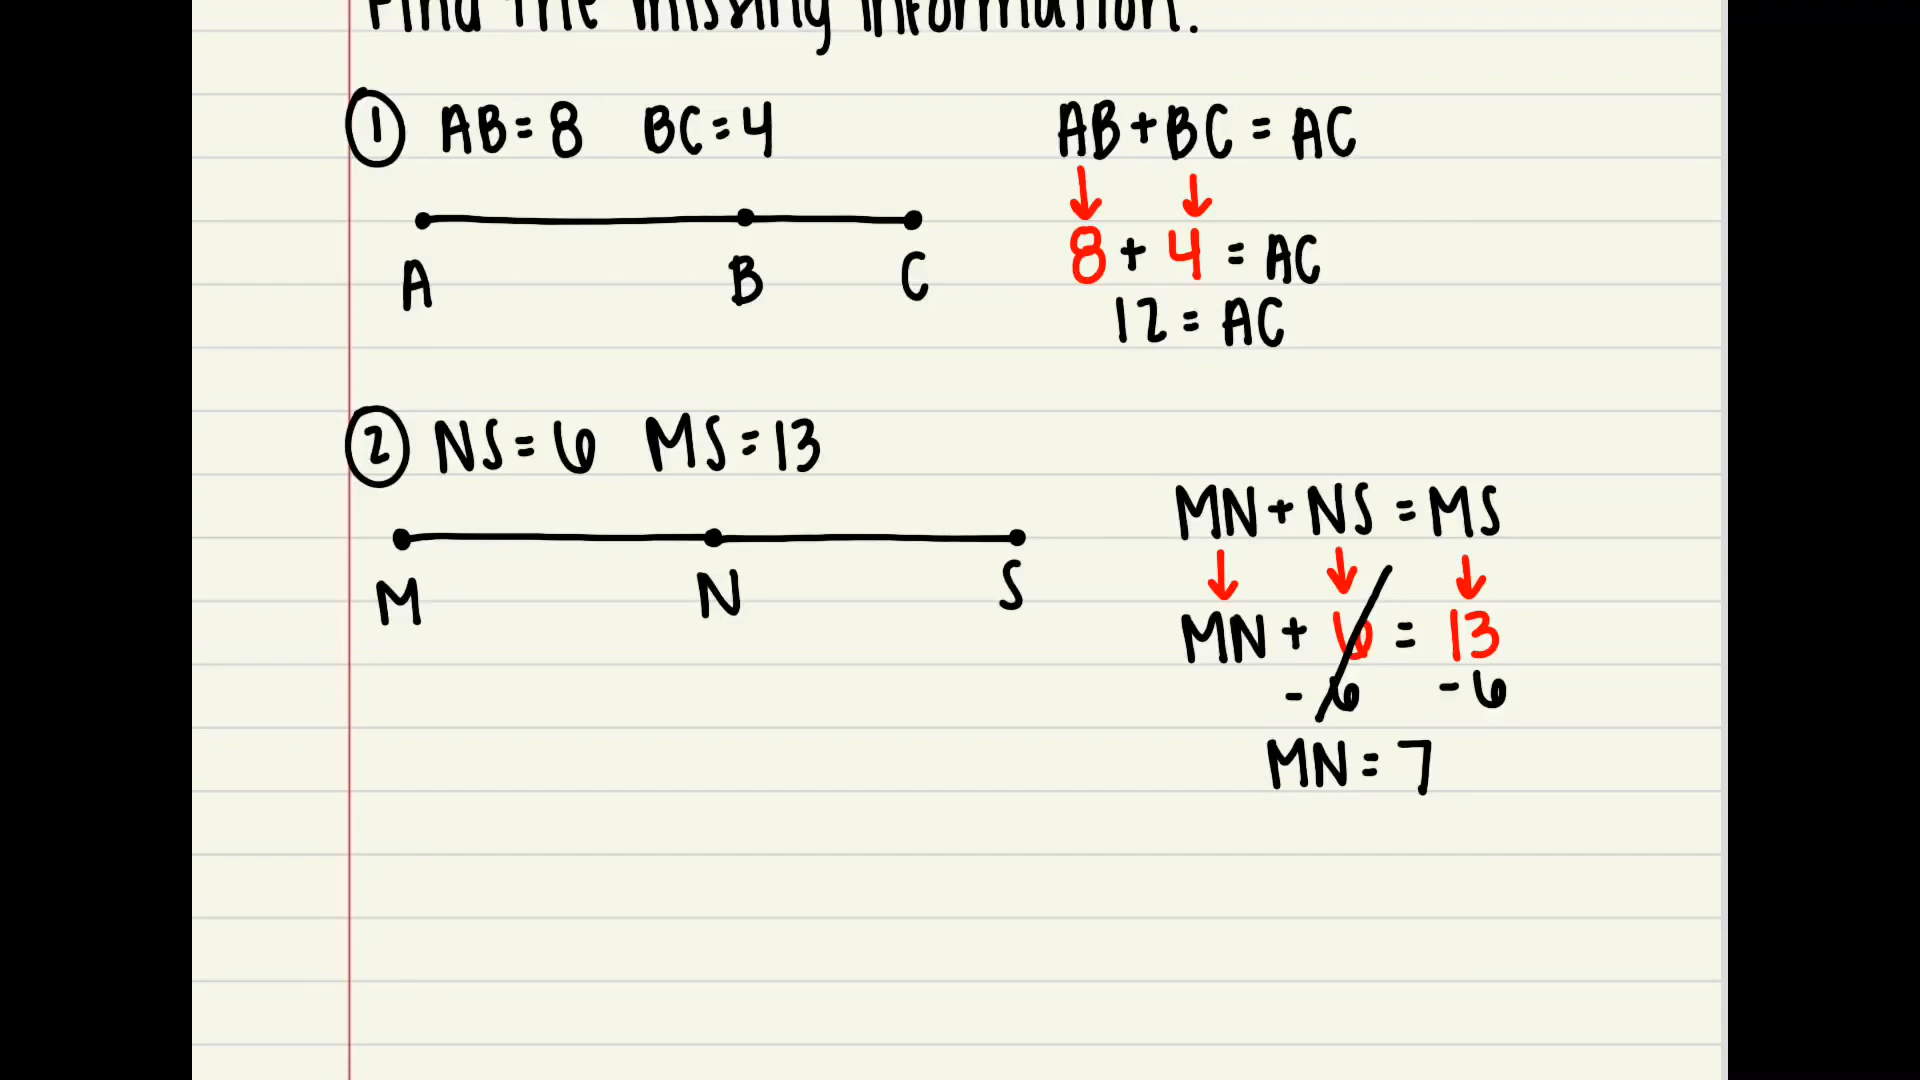 Find the missing information.
① AB=8 BC=4
AB+BC = AC
8 + 4 = AC
12 = AC
A B C
② NS=6 MS=13
MN+NS=MS
M N S
MN + 6 = 13
- 6 - 6
MN=7